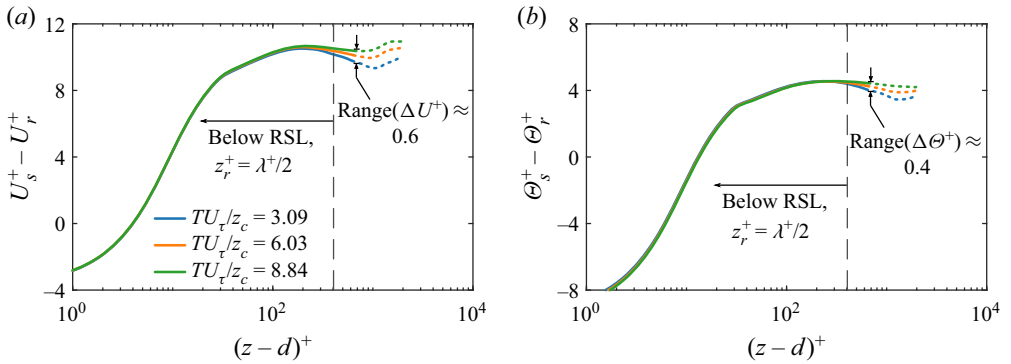 (a)
U_s^+ – U_r^+
12
8
4
0
–4
10^0
10^2
10^4
(z – d)^+
Range(ΔU^+) ≈
0.6
Below RSL,
z_r^+ = λ^+/2
TU_τ/z_c = 3.09
TU_τ/z_c = 6.03
TU_τ/z_c = 8.84
(b)
Θ_s^+ – Θ_r^+
8
4
0
–4
–8
10^0
10^2
10^4
(z – d)^+
Range(ΔΘ^+) ≈
0.4
Below RSL,
z_r^+ = λ^+/2